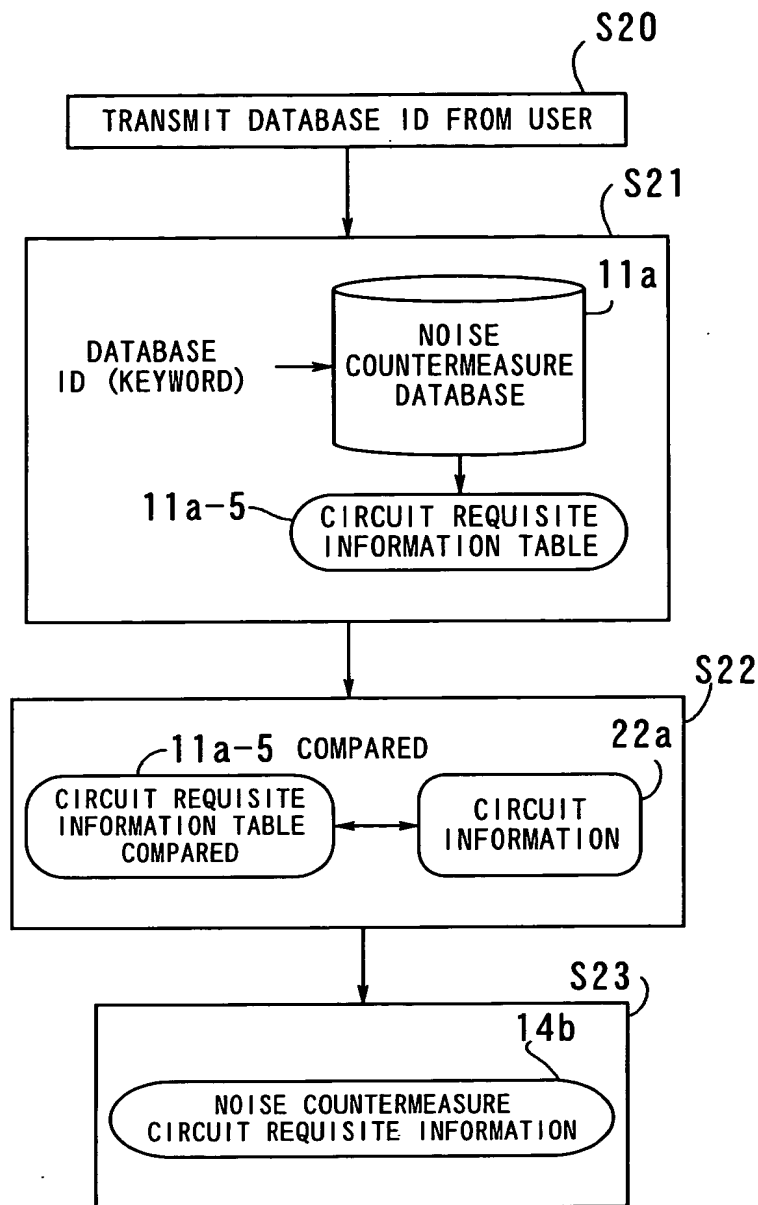 S20
TRANSMIT DATABASE ID FROM USER
S21
11a
NOISE
COUNTERMEASURE
DATABASE
DATABASE
ID (KEYWORD)
11a-5
CIRCUIT REQUISITE
INFORMATION TABLE
S22
11a-5 COMPARED
22a
CIRCUIT REQUISITE
INFORMATION TABLE
COMPARED
CIRCUIT
INFORMATION
S23
14b
NOISE COUNTERMEASURE
CIRCUIT REQUISITE INFORMATION